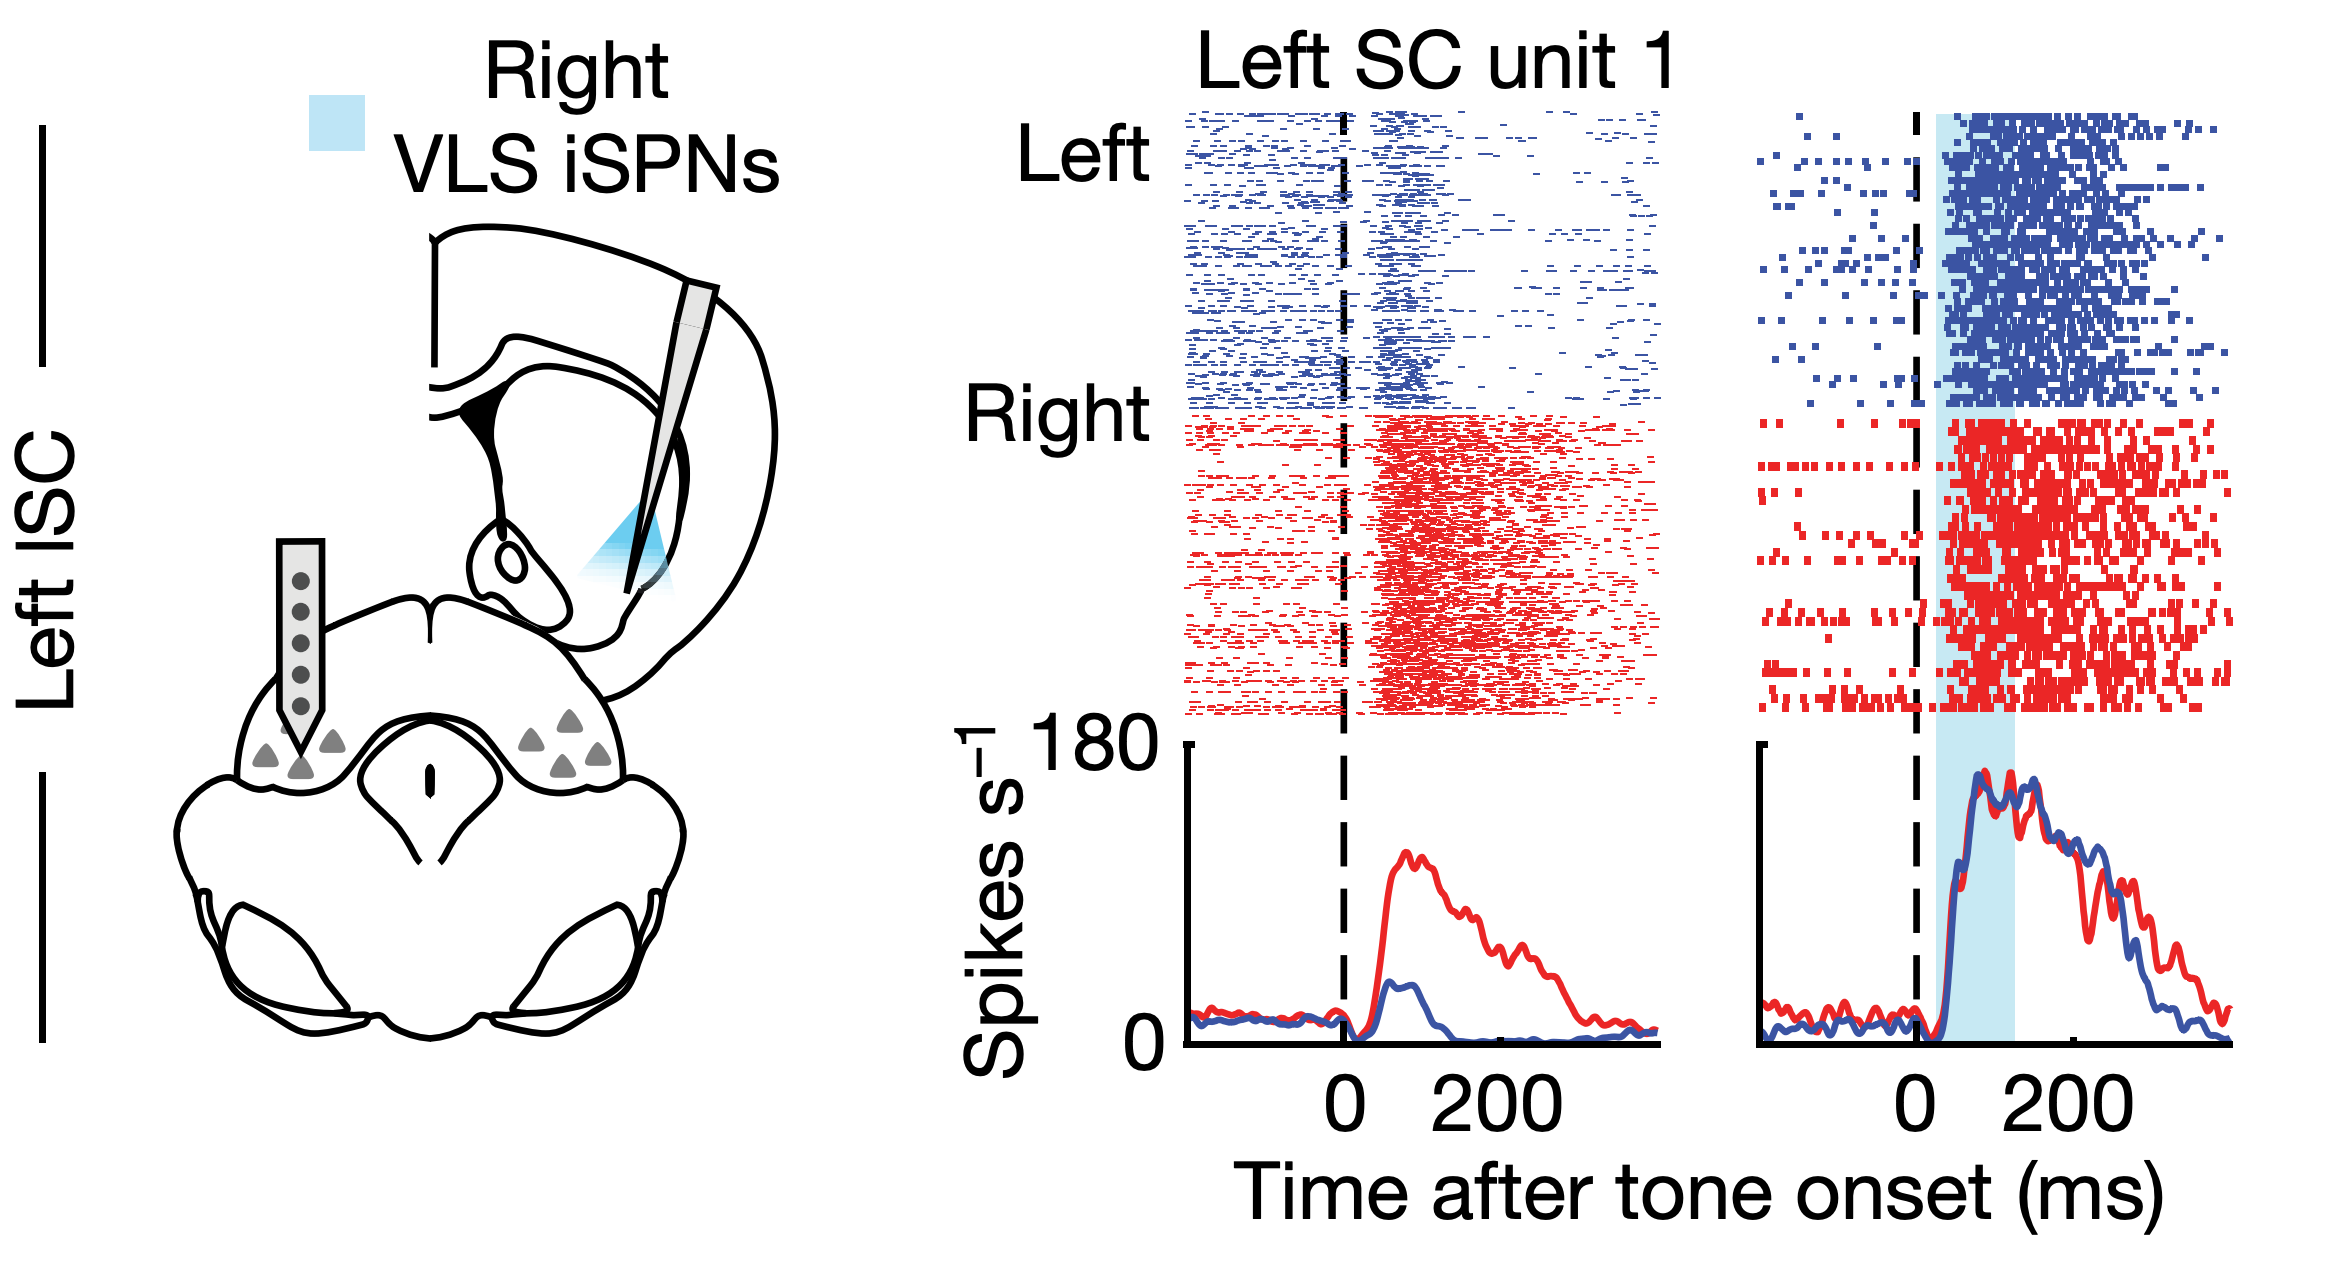 Left ISC
Right
VLS iSPNs
Left SC unit 1
Left
Right
Spikes s⁻¹
180
0
0 200
0 200
Time after tone onset (ms)